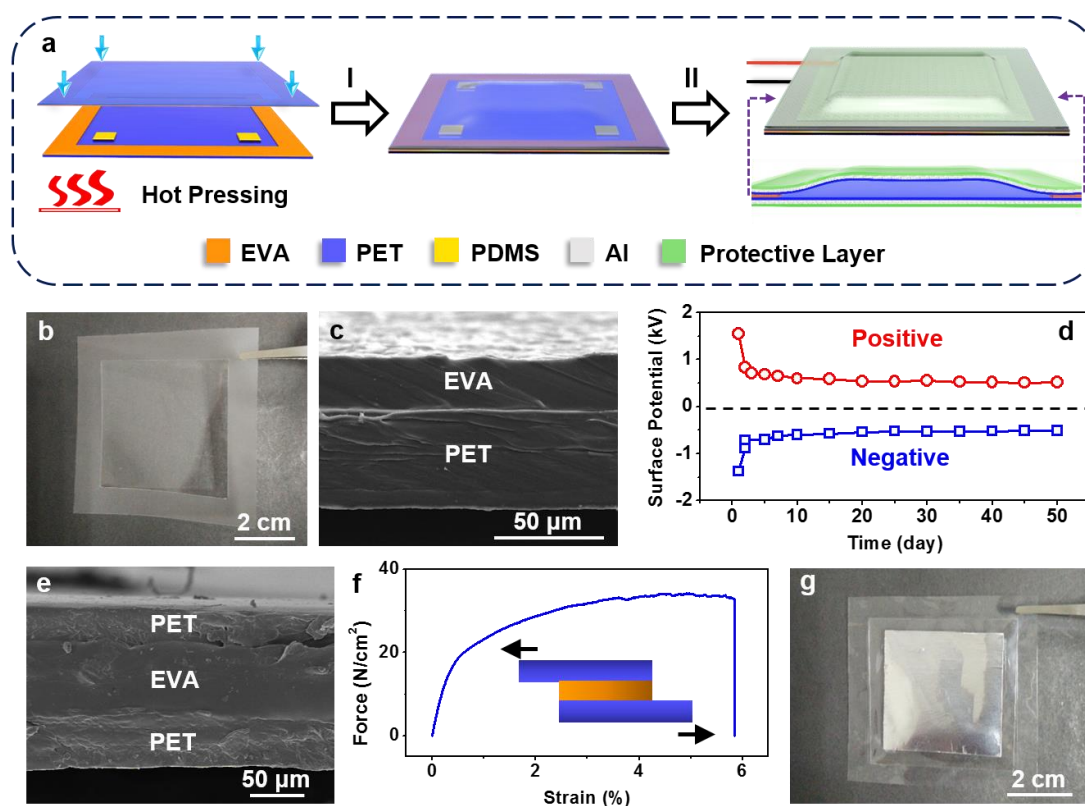 a
I
II
Hot Pressing
EVA PET PDMS Al Protective Layer
b
2 cm
c
EVA
PET
50 μm
d
Surface Potential (kV)
2
1
0
-1
-2
Positive
Negative
0 10 20 30 40 50
Time (day)
e
PET
EVA
PET
50 μm
f
Force (N/cm²)
40
20
0
0 2 4 6
Strain (%)
g
2 cm